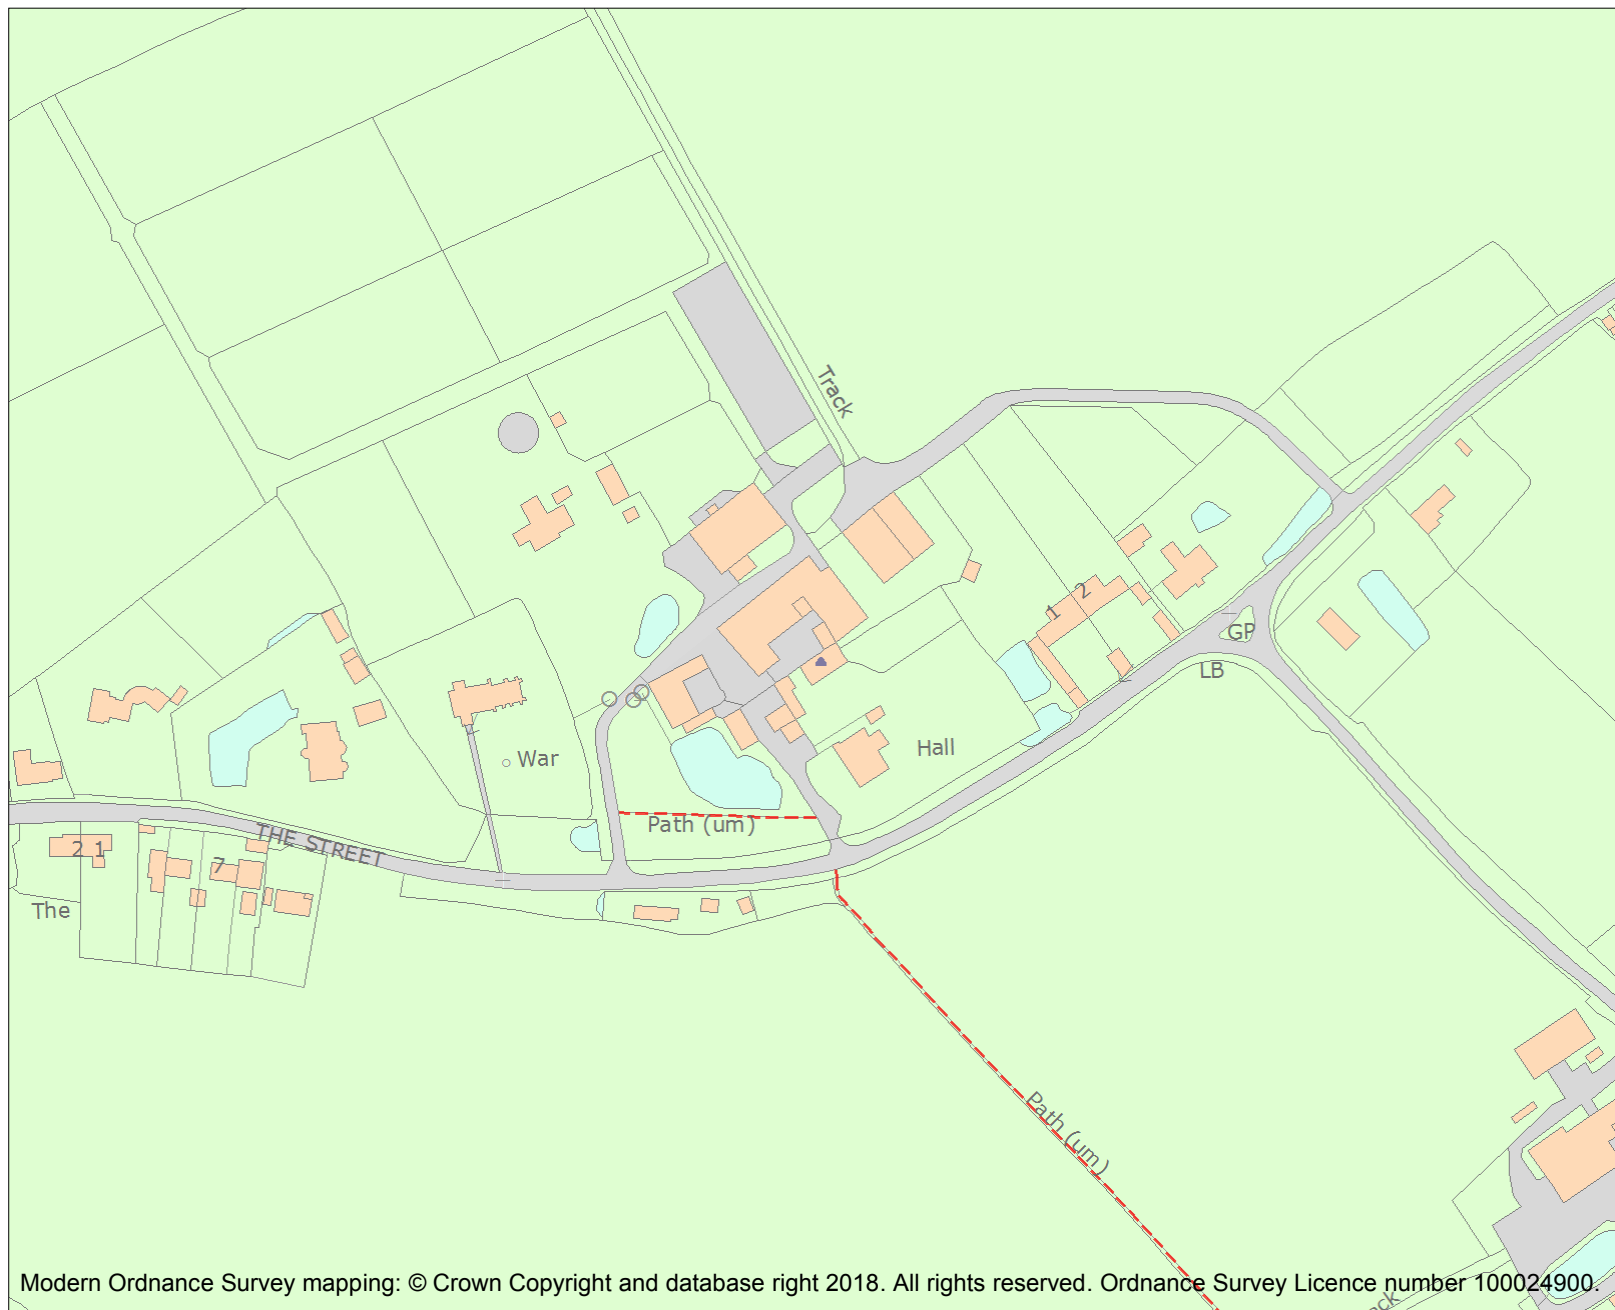 Track
1
2
GP
LB
Hall
War
Path (um)
THE STREET
2 1
7
The
Path (um)
Modern Ordnance Survey mapping: © Crown Copyright and database right 2018. All rights reserved. Ordnance Survey Licence number 100024900.